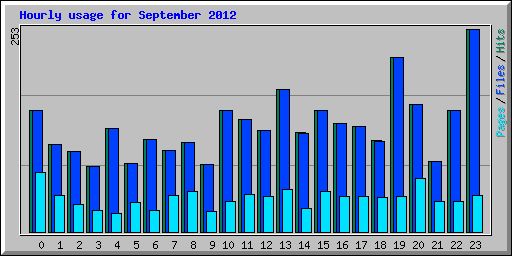 Hourly usage for September 2012
253
Pages/Files/Hits
0 1 2 3 4 5 6 7 8 9 10 11 12 13 14 15 16 17 18 19 20 21 22 23